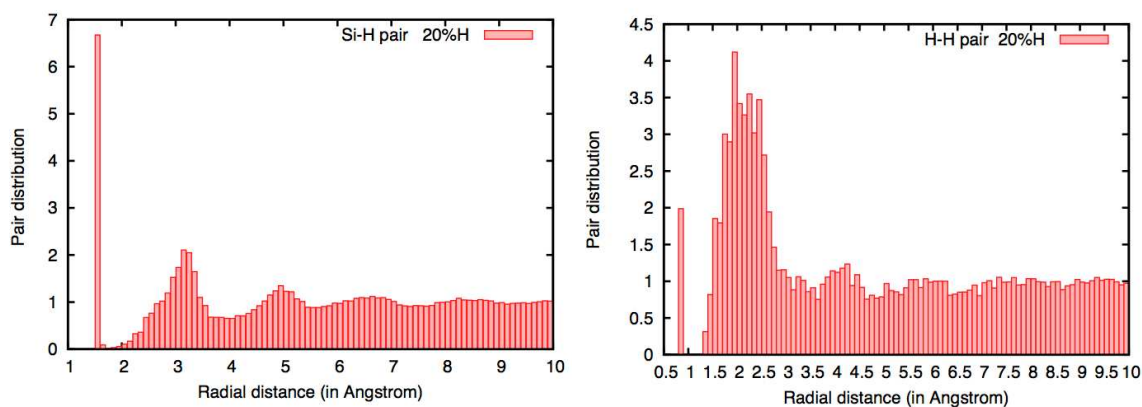 7
6
5
4
3
2
1
0
Pair distribution
Si-H pair 20%H
1 2 3 4 5 6 7 8 9 10
Radial distance (in Angstrom)
4.5
4
3.5
3
2.5
2
1.5
1
0.5
0
Pair distribution
H-H pair 20%H
0.5 1 1.5 2 2.5 3 3.5 4 4.5 5 5.5 6 6.5 7 7.5 8 8.5 9 9.5 10
Radial distance (in Angstrom)